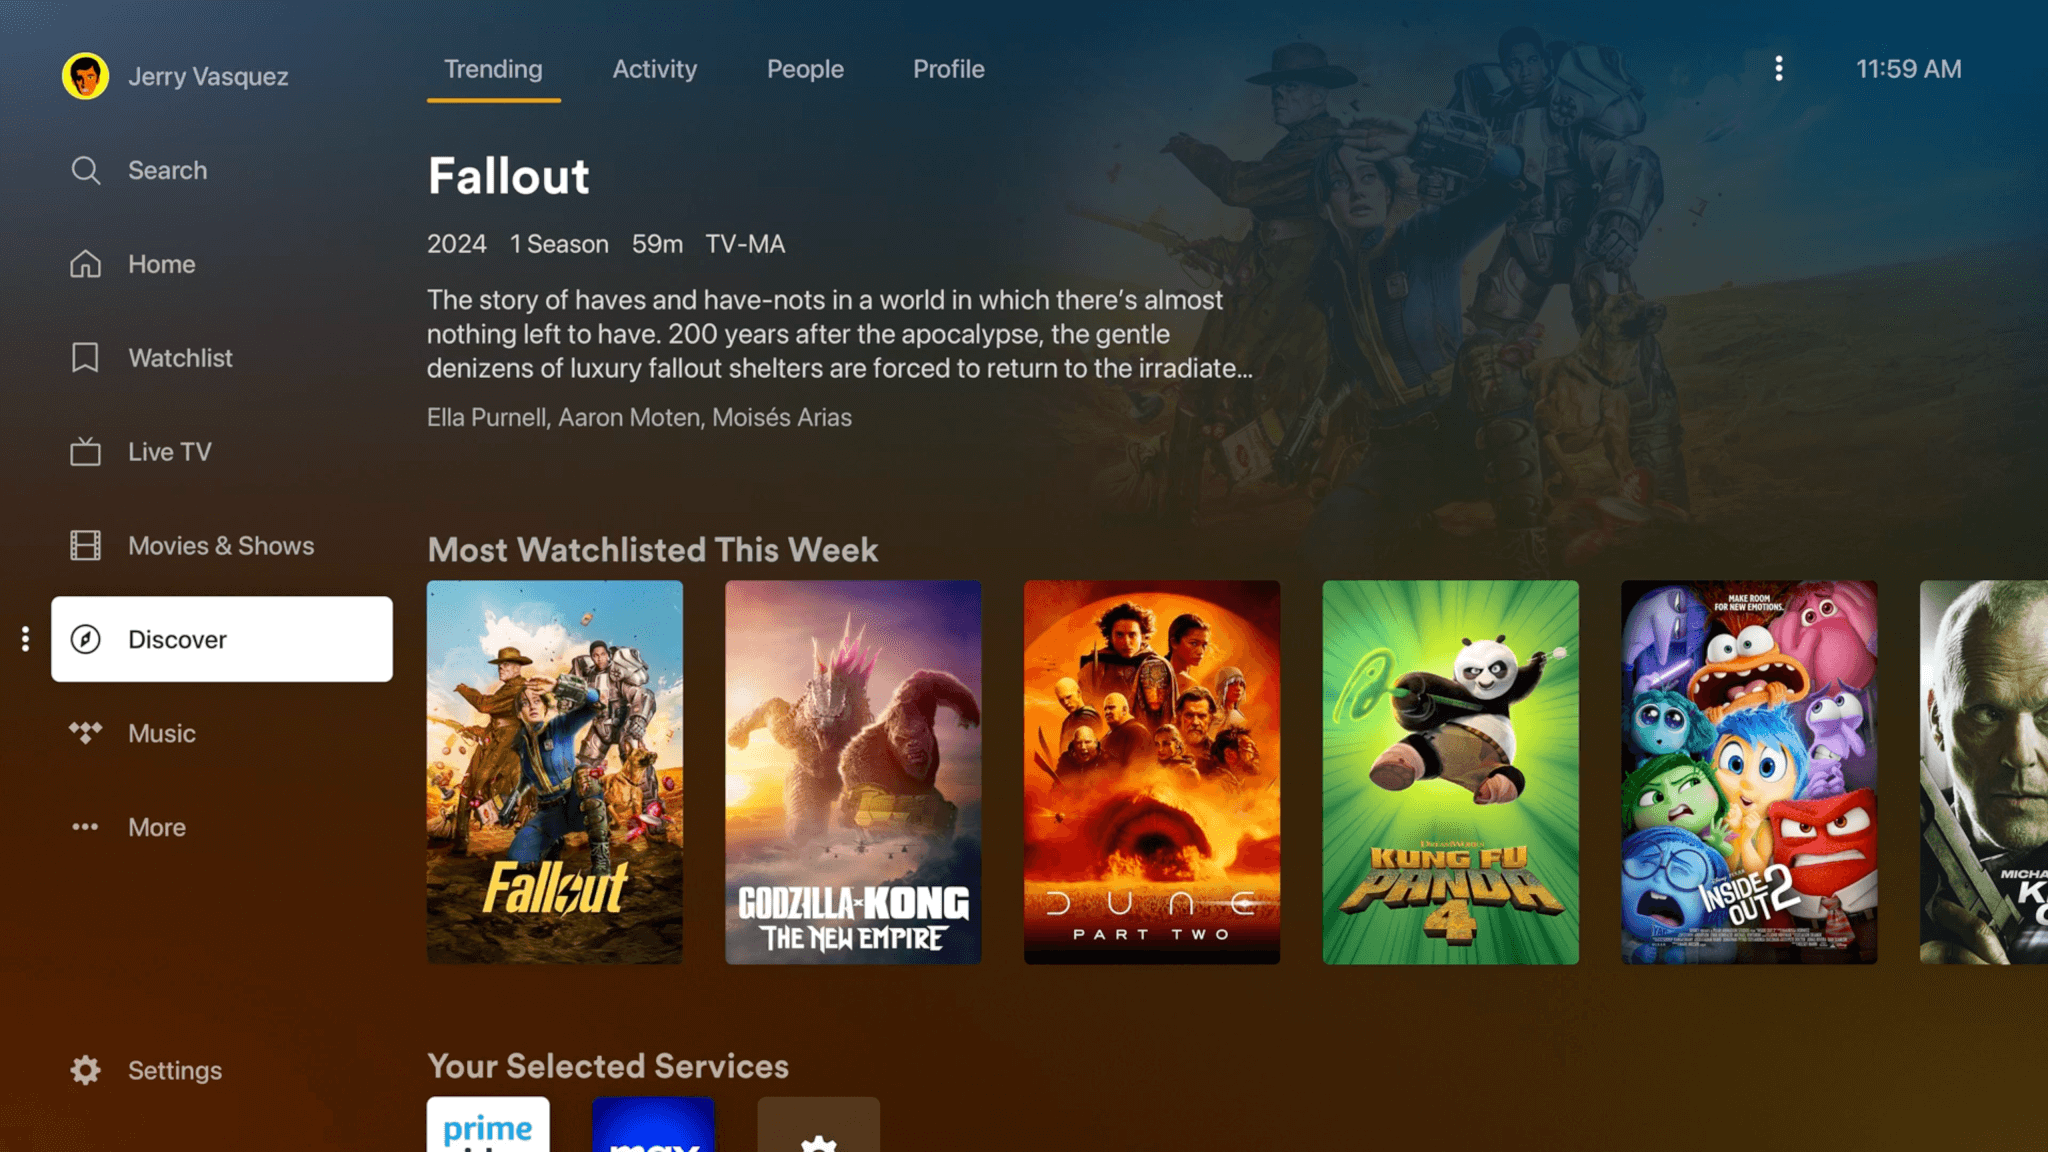 Jerry Vasquez
Search
Home
Watchlist
Live TV
Movies & Shows
Discover
Music
More
Settings
Trending
Activity
People
Profile
11:59 AM
Fallout
2024 1 Season 59m TV-MA
The story of haves and have-nots in a world in which there’s almost
nothing left to have. 200 years after the apocalypse, the gentle
denizens of luxury fallout shelters are forced to return to the irradiate...
Ella Purnell, Aaron Moten, Moisés Arias
Most Watchlisted This Week
Fallout
GODZILLA x KONG
THE NEW EMPIRE
DUNE
PART TWO
DREAMWORKS
KUNG FU
PANDA
4
MAKE ROOM
FOR NEW EMOTIONS.
DISNEY PIXAR
INSIDE
OUT 2
MICHA
Your Selected Services
prime
max